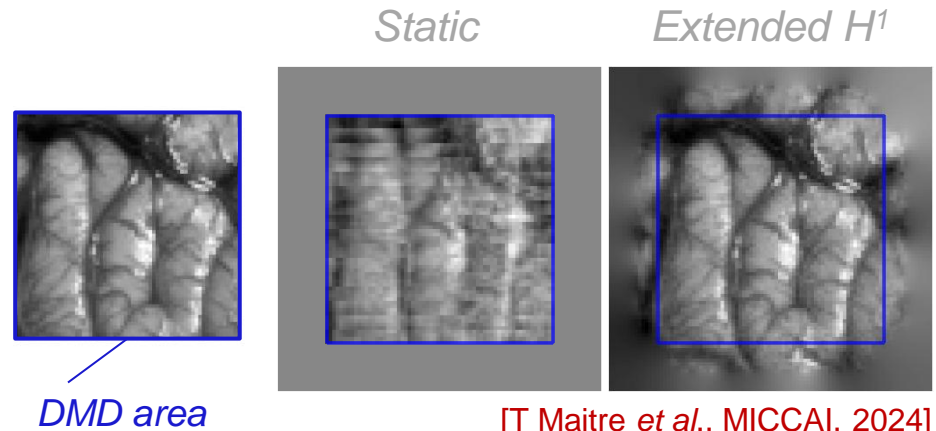 Static
Extended H¹
DMD area
[T Maitre et al., MICCAI, 2024]